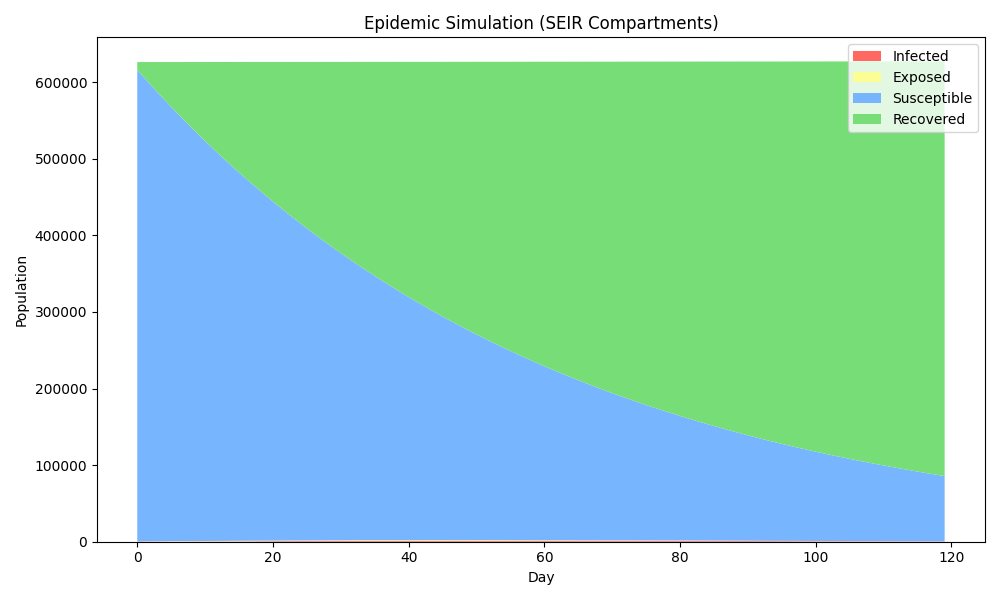 Epidemic Simulation (SEIR Compartments)
Infected
Exposed
Susceptible
Recovered
Population
600000
500000
400000
300000
200000
100000
0
0 20 40 60 80 100 120
Day